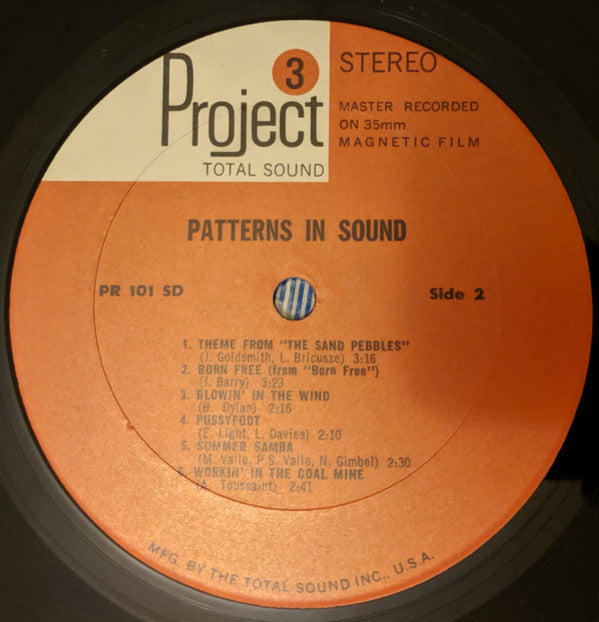 Project 3
TOTAL SOUND
STEREO
MASTER RECORDED
ON 35mm
MAGNETIC FILM
PATTERNS IN SOUND
PR 101 SD
Side 2
1. THEME FROM "THE SAND PEBBLES"
(J. Goldsmith, L. Bricusse) 3:16
2. BORN FREE (from "Born Free")
(J. Barry) 3:23
3. BLOWIN' IN THE WIND
(B. Dylan) 2:16
4. PUSSYFOOT
(E. Light, L. Davies) 2:10
5. SUMMER SAMBA
(M. Valle, P.S. Valle, N. Gimbel) 2:30
6. WORKIN' IN THE COAL MINE
(A. Toussaint) 2:41
MFG. BY THE TOTAL SOUND INC., U.S.A.